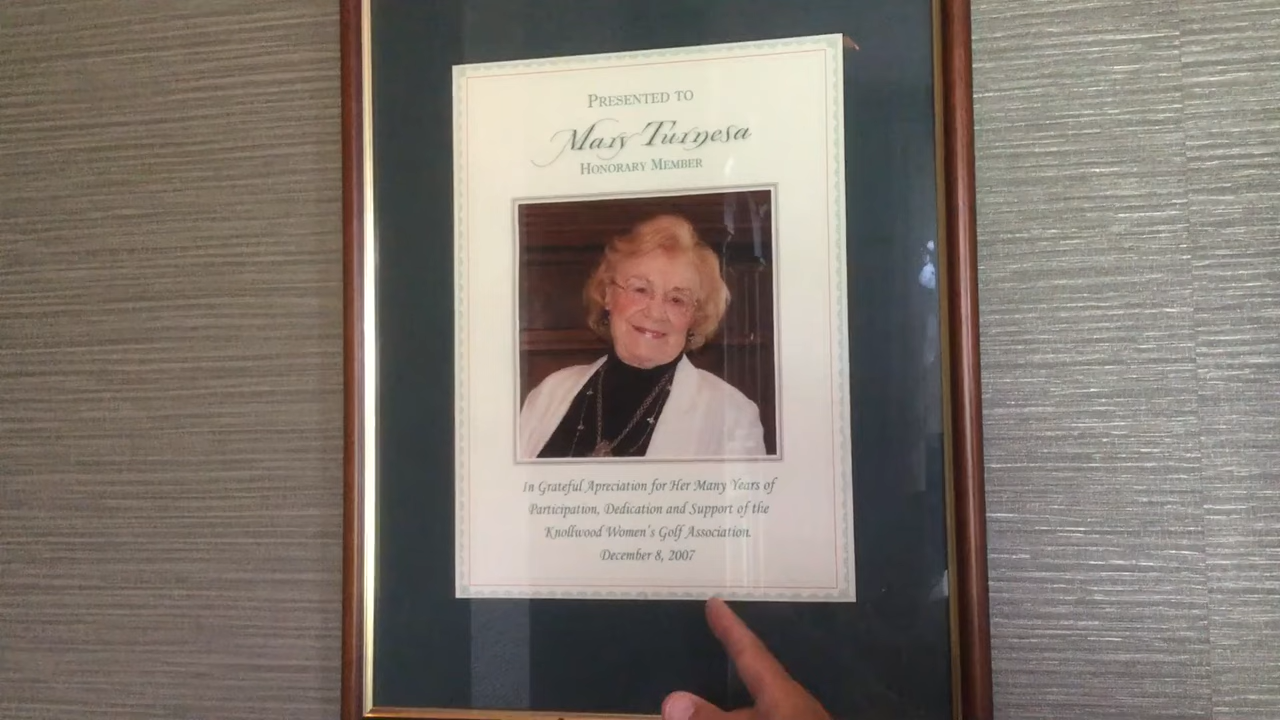 PRESENTED TO
Mary Turnesa
HONORARY MEMBER
In Grateful Apreciation for Her Many Years of
Participation, Dedication and Support of the
Knollwood Women's Golf Association.
December 8, 2007